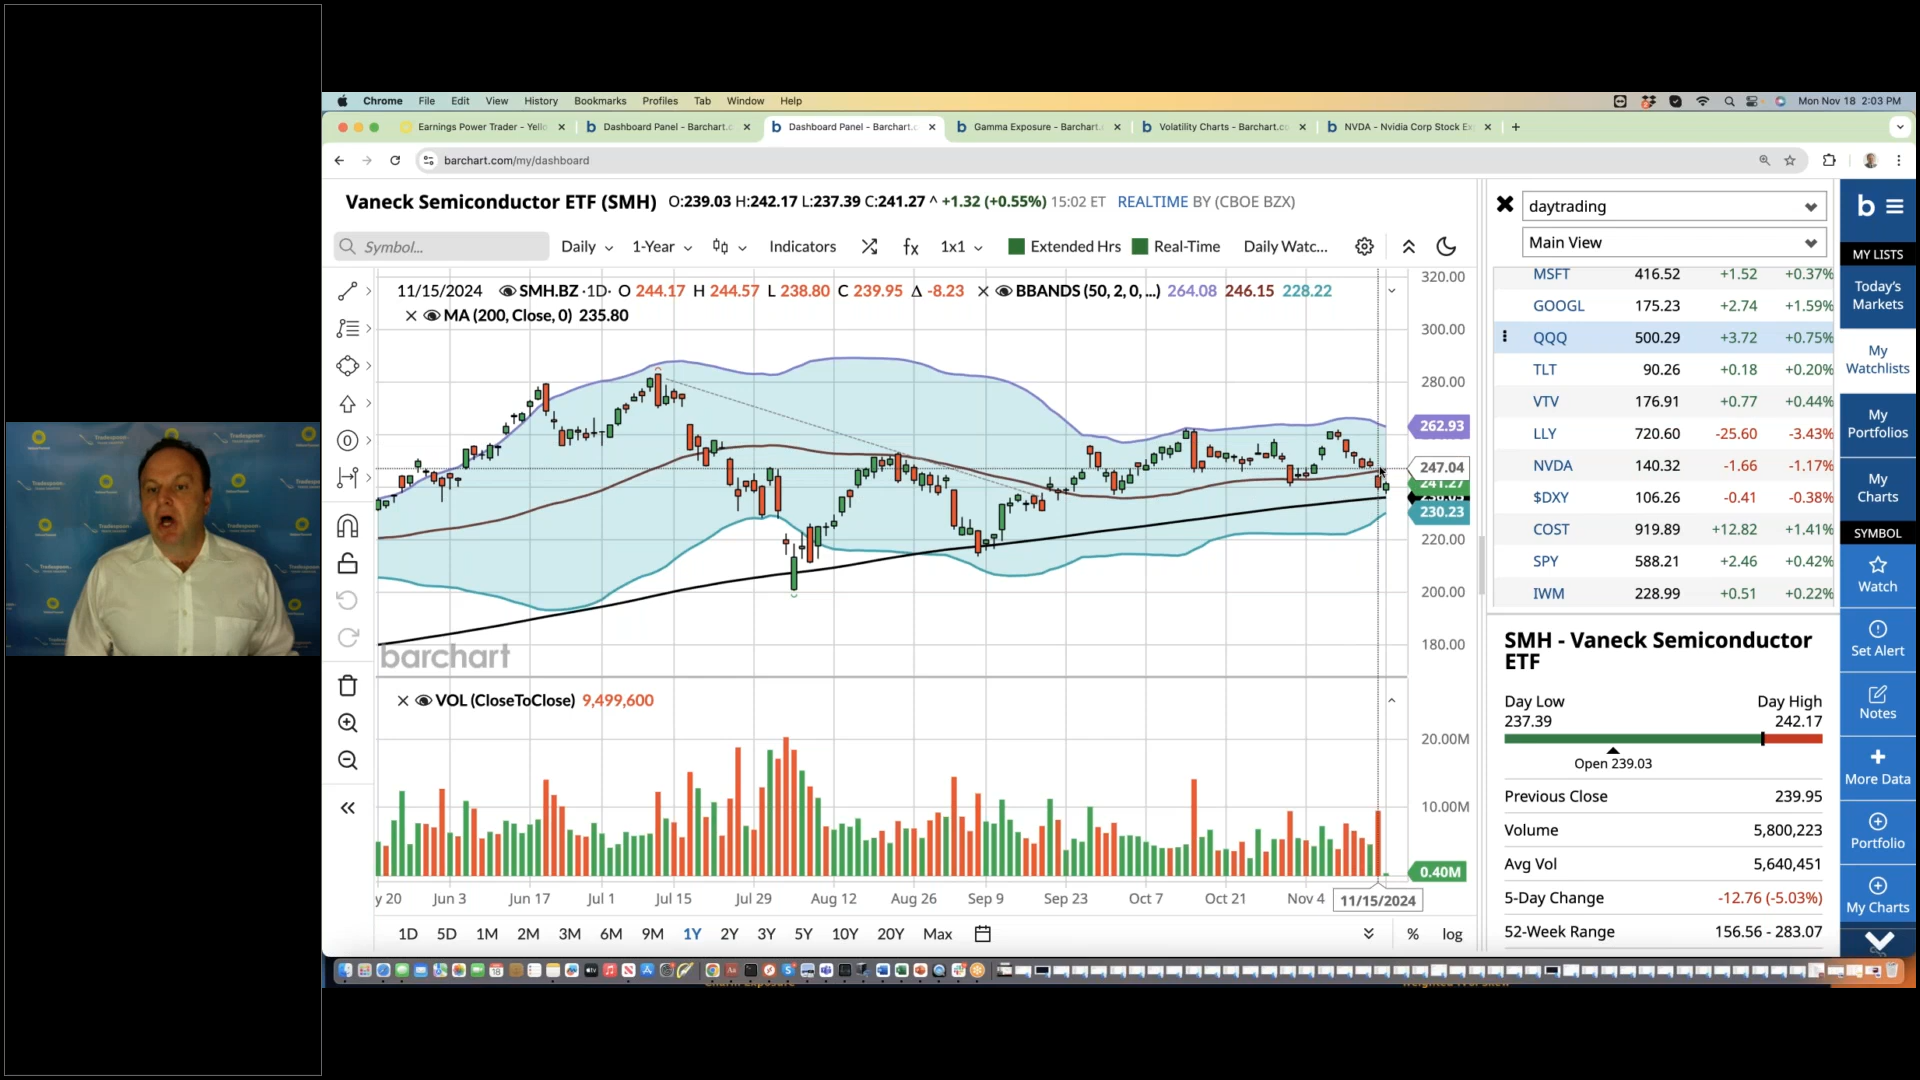 Chrome File Edit View History Bookmarks Profiles Tab Window Help Mon Nov 18 2:03 PM
Earnings Power Trader - Yello
Dashboard Panel - Barchart.c
Dashboard Panel - Barchart.c
Gamma Exposure - Barchart.
Volatility Charts - Barchart.co
NVDA - Nvidia Corp Stock Ex
barchart.com/my/dashboard
Vaneck Semiconductor ETF (SMH) O:239.03 H:242.17 L:237.39 C:241.27 ^ +1.32 (+0.55%) 15:02 ET REALTIME BY (CBOE BZX)
Symbol... Daily 1-Year Indicators fx 1x1 Extended Hrs Real-Time Daily Watc...
11/15/2024 SMH.BZ ·1D· O 244.17 H 244.57 L 238.80 C 239.95 Δ -8.23 BBANDS (50, 2, 0, ...) 264.08 246.15 228.22
MA (200, Close, 0) 235.80
320.00
300.00
280.00
262.93
247.04
241.27
230.23
220.00
200.00
180.00
barchart
VOL (CloseToClose) 9,499,600
20.00M
10.00M
0.40M
y 20 Jun 3 Jun 17 Jul 1 Jul 15 Jul 29 Aug 12 Aug 26 Sep 9 Sep 23 Oct 7 Oct 21 Nov 4 11/15/2024
1D 5D 1M 2M 3M 6M 9M 1Y 2Y 3Y 5Y 10Y 20Y Max % log
daytrading
Main View
MSFT 416.52 +1.52 +0.37%
GOOGL 175.23 +2.74 +1.59%
QQQ 500.29 +3.72 +0.75%
TLT 90.26 +0.18 +0.20%
VTV 176.91 +0.77 +0.44%
LLY 720.60 -25.60 -3.43%
NVDA 140.32 -1.66 -1.17%
$DXY 106.26 -0.41 -0.38%
COST 919.89 +12.82 +1.41%
SPY 588.21 +2.46 +0.42%
IWM 228.99 +0.51 +0.22%
SMH - Vaneck Semiconductor
ETF
Day Low Day High
237.39 242.17
Open 239.03
Previous Close 239.95
Volume 5,800,223
Avg Vol 5,640,451
5-Day Change -12.76 (-5.03%)
52-Week Range 156.56 - 283.07
b
MY LISTS
Today's
Markets
My
Watchlists
My
Portfolios
My
Charts
SYMBOL
Watch
Set Alert
Notes
More Data
Portfolio
My Charts